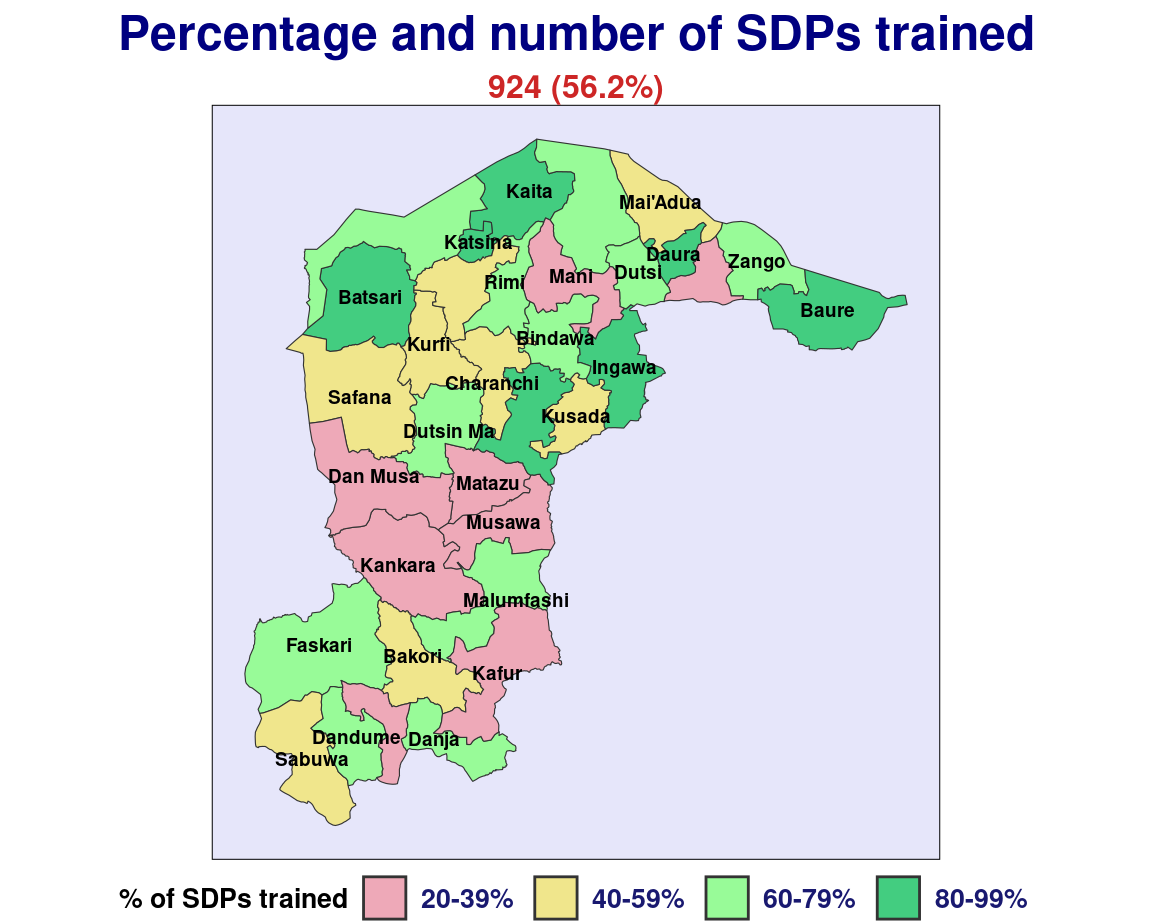 Percentage and number of SDPs trained
924 (56.2%)
Kaita
Mai'Adua
Katsina
Daura
Zango
Rimi
Mani
Dutsi
Batsari
Baure
Bindawa
Kurfi
Ingawa
Charanchi
Safana
Kusada
Dutsin Ma
Dan Musa
Matazu
Musawa
Kankara
Malumfashi
Faskari
Bakori
Kafur
Dandume
Danja
Sabuwa
% of SDPs trained 20-39% 40-59% 60-79% 80-99%